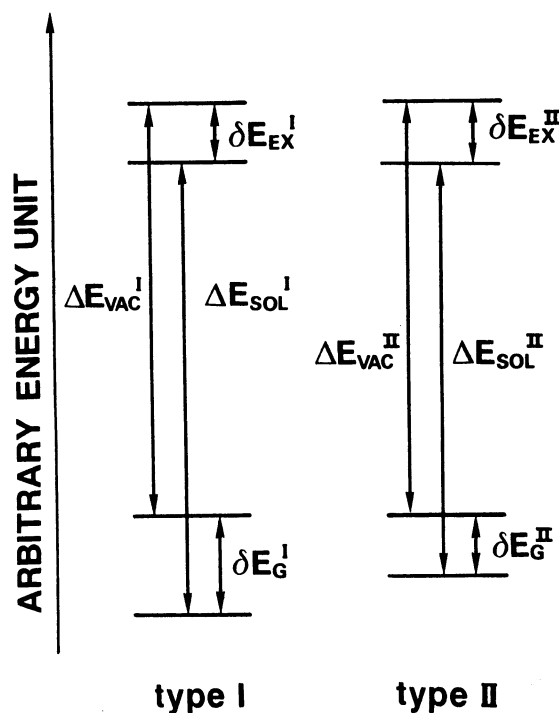 ARBITRARY ENERGY UNIT
δE_EX^I
δE_EX^II
ΔE_VAC^I
ΔE_SOL^I
ΔE_VAC^II
ΔE_SOL^II
δE_G^I
δE_G^II
type I
type II